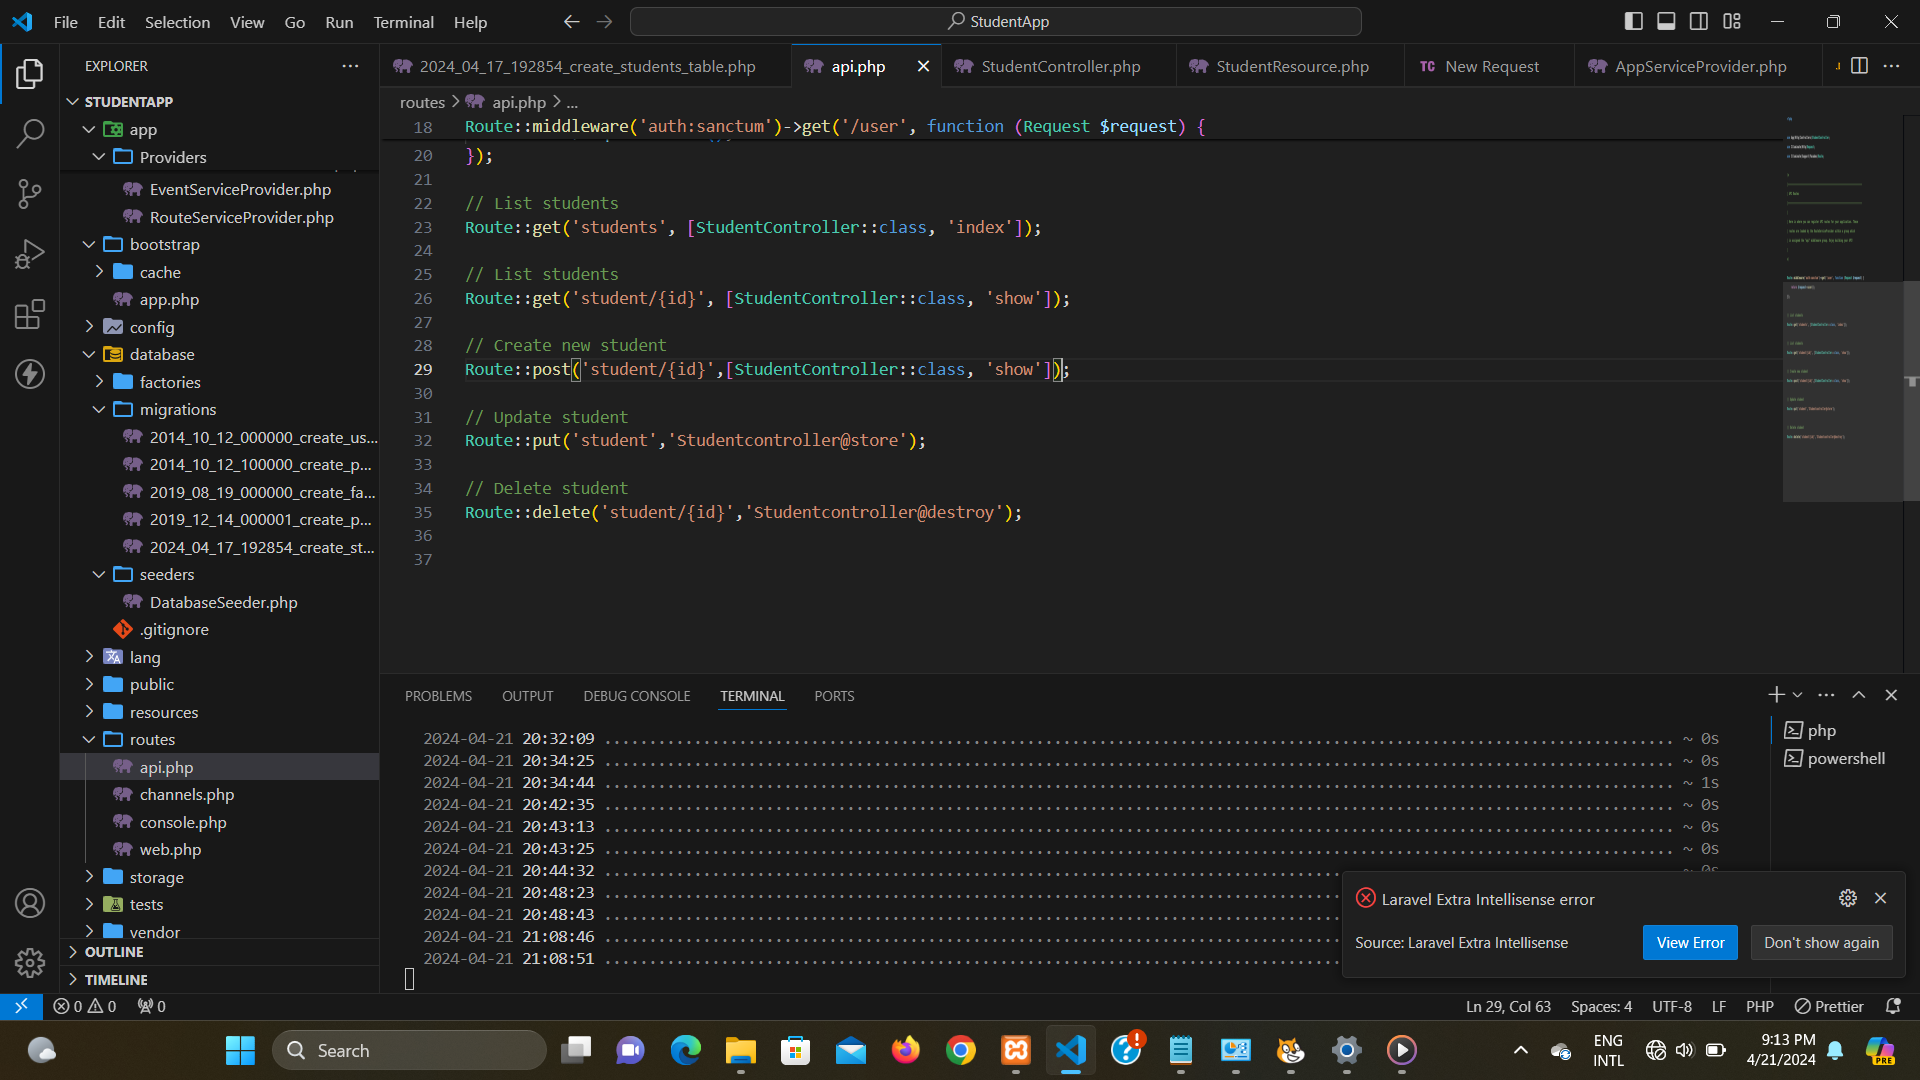 File Edit Selection View Go Run Terminal Help
StudentApp
EXPLORER
STUDENTAPP
app
Providers
EventServiceProvider.php
RouteServiceProvider.php
bootstrap
cache
app.php
config
database
factories
migrations
2014_10_12_000000_create_us...
2014_10_12_100000_create_p...
2019_08_19_000000_create_fa...
2019_12_14_000001_create_p...
2024_04_17_192854_create_st...
seeders
DatabaseSeeder.php
.gitignore
lang
public
resources
routes
api.php
channels.php
console.php
web.php
storage
tests
vendor
OUTLINE
TIMELINE
2024_04_17_192854_create_students_table.php api.php StudentController.php StudentResource.php TC New Request AppServiceProvider.php
routes > api.php > ...
18 Route::middleware('auth:sanctum')->get('/user', function (Request $request) {
20 });
21
22 // List students
23 Route::get('students', [StudentController::class, 'index']);
24
25 // List students
26 Route::get('student/{id}', [StudentController::class, 'show']);
27
28 // Create new student
29 Route::post('student/{id}',[StudentController::class, 'show']);
30
31 // Update student
32 Route::put('student','Studentcontroller@store');
33
34 // Delete student
35 Route::delete('student/{id}','Studentcontroller@destroy');
36
37
PROBLEMS OUTPUT DEBUG CONSOLE TERMINAL PORTS
2024-04-21 20:32:09 ........ ~ 0s
2024-04-21 20:34:25 ........ ~ 0s
2024-04-21 20:34:44 ........ ~ 1s
2024-04-21 20:42:35 ........ ~ 0s
2024-04-21 20:43:13 ........ ~ 0s
2024-04-21 20:43:25 ........ ~ 0s
2024-04-21 20:44:32 ........ ~ 0s
2024-04-21 20:48:23 ........
2024-04-21 20:48:43 ........
2024-04-21 21:08:46 ........
2024-04-21 21:08:51 ........
php
powershell
Laravel Extra Intellisense error
Source: Laravel Extra Intellisense View Error Don't show again
0 0 0 Ln 29, Col 63 Spaces: 4 UTF-8 LF PHP Prettier
Search
ENG
INTL
9:13 PM
4/21/2024
PRE